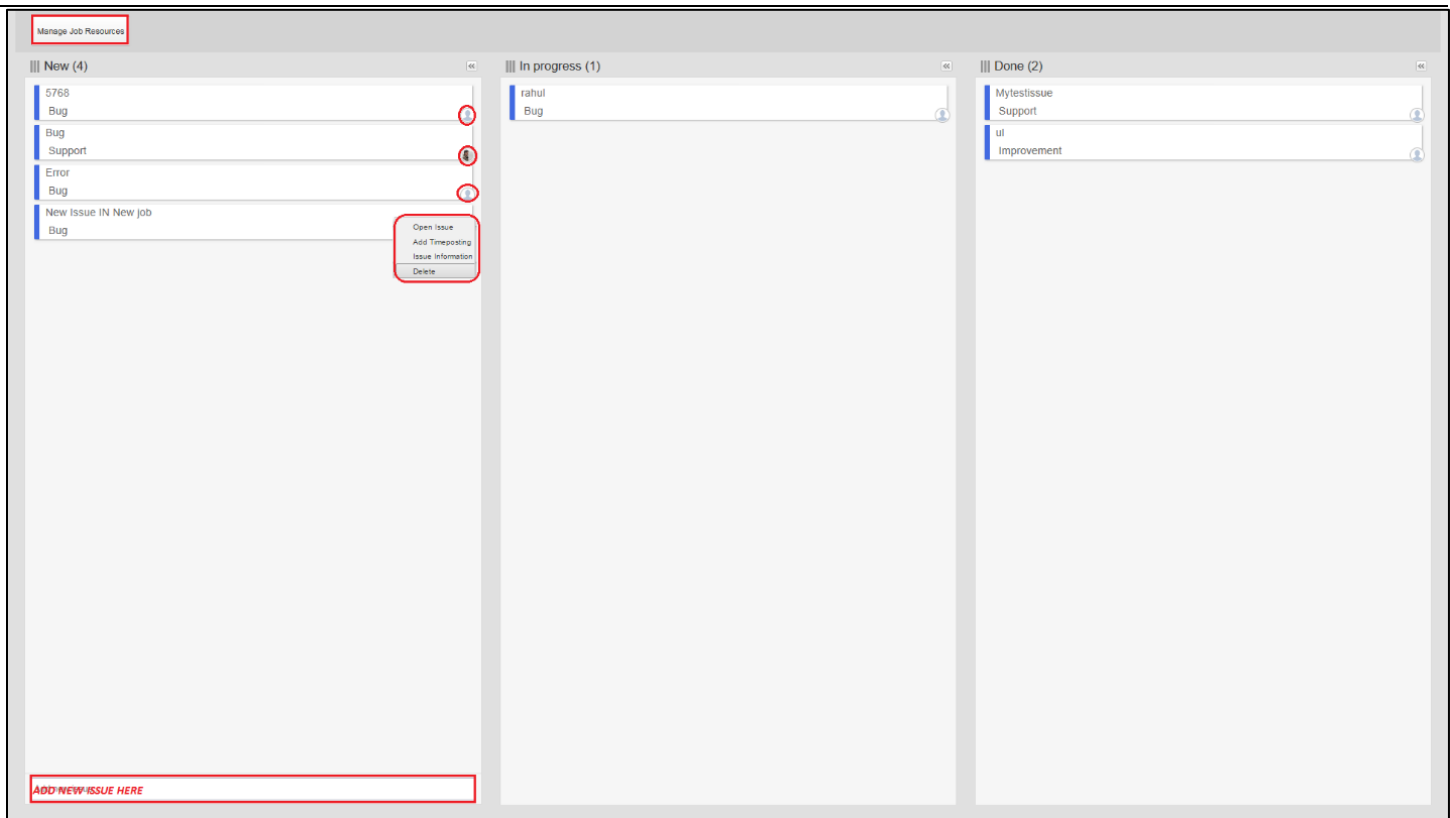 Manage Job Resources
New (4)
5768
Bug
Bug
Support
Error
Bug
New Issue IN New job
Bug
Open Issue
Add Timeposting
Issue Information
Delete
ADD NEW ISSUE HERE
In progress (1)
rahul
Bug
Done (2)
Mytestissue
Support
ul
Improvement